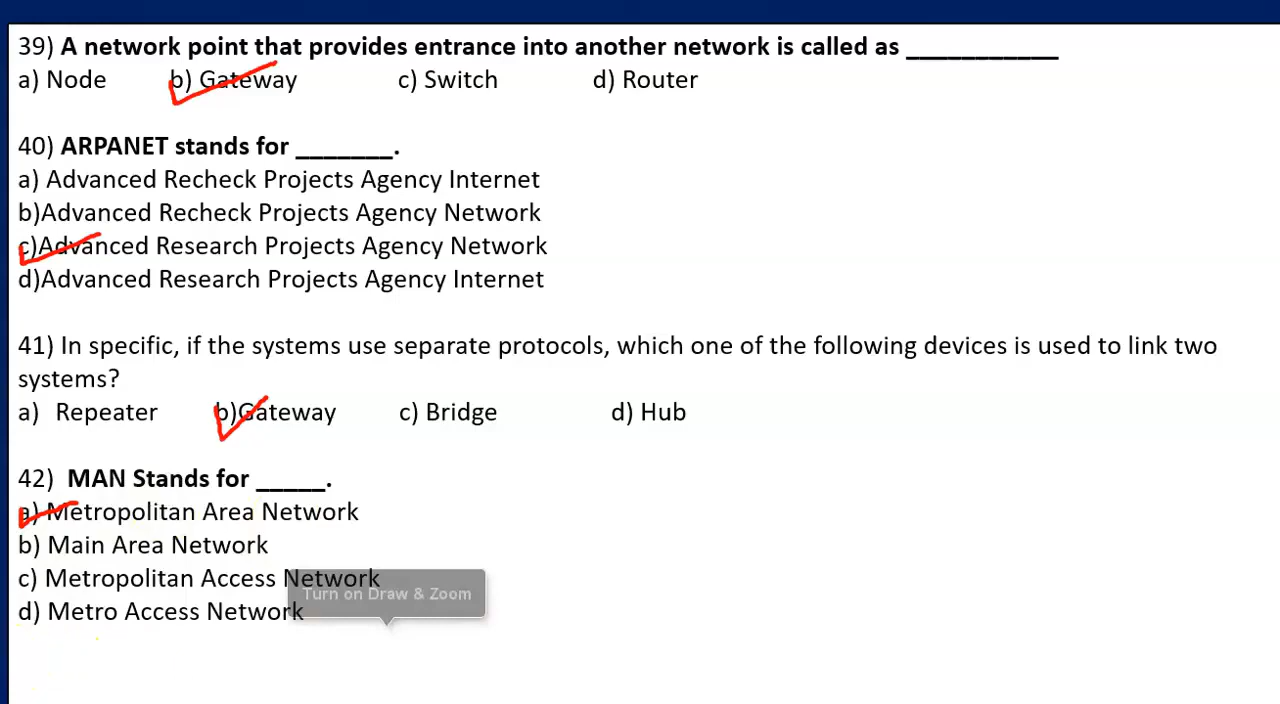 39) A network point that provides entrance into another network is called as ___________
a) Node b) Gateway c) Switch d) Router
40) ARPANET stands for _______.
a) Advanced Recheck Projects Agency Internet
b)Advanced Recheck Projects Agency Network
c)Advanced Research Projects Agency Network
d)Advanced Research Projects Agency Internet
41) In specific, if the systems use separate protocols, which one of the following devices is used to link two
systems?
a) Repeater b)Gateway c) Bridge d) Hub
42) MAN Stands for _____.
a) Metropolitan Area Network
b) Main Area Network
c) Metropolitan Access Network
Turn on Draw & Zoom
d) Metro Access Network